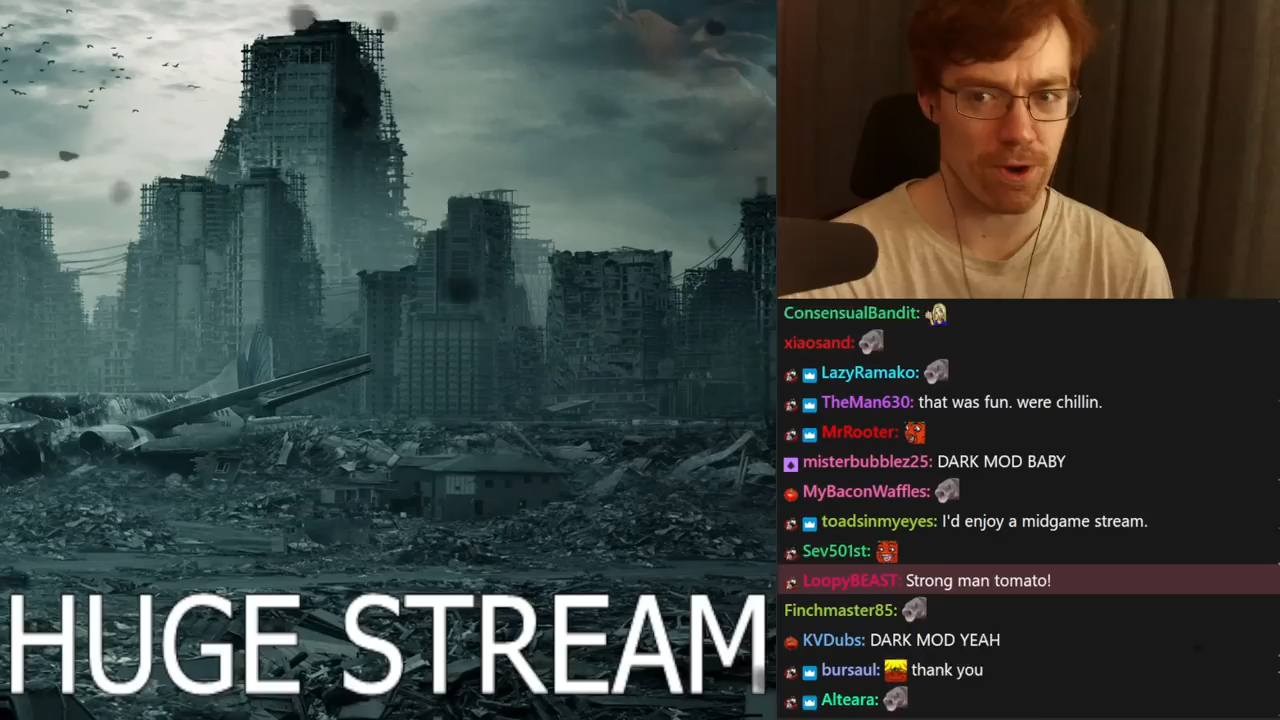 HUGE STREAM
ConsensualBandit:
xiaosand:
LazyRamako:
TheMan630: that was fun. were chillin.
MrRooter:
misterbubblez25: DARK MOD BABY
MyBaconWaffles:
toadsinmyeyes: I'd enjoy a midgame stream.
Sev501st:
LoopyBEAST: Strong man tomato!
Finchmaster85:
KVDubs: DARK MOD YEAH
bursaul: thank you
Alteara: